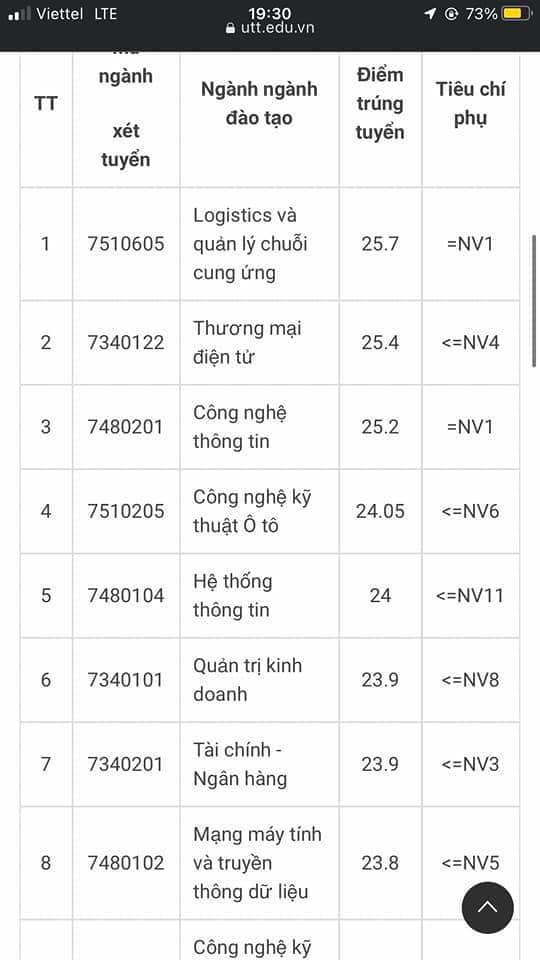 Viettel LTE 19:30 73%
utt.edu.vn
TT
ngành
xét
tuyển
Ngành ngành
đào tạo
Điểm
trúng
tuyển
Tiêu chí
phụ
1
7510605
Logistics và
quản lý chuỗi
cung ứng
25.7
=NV1
2
7340122
Thương mại
điện tử
25.4
<=NV4
3
7480201
Công nghệ
thông tin
25.2
=NV1
4
7510205
Công nghệ kỹ
thuật Ô tô
24.05
<=NV6
5
7480104
Hệ thống
thông tin
24
<=NV11
6
7340101
Quản trị kinh
doanh
23.9
<=NV8
7
7340201
Tài chính -
Ngân hàng
23.9
<=NV3
8
7480102
Mạng máy tính
và truyền
thông dữ liệu
23.8
<=NV5
Công nghệ kỹ